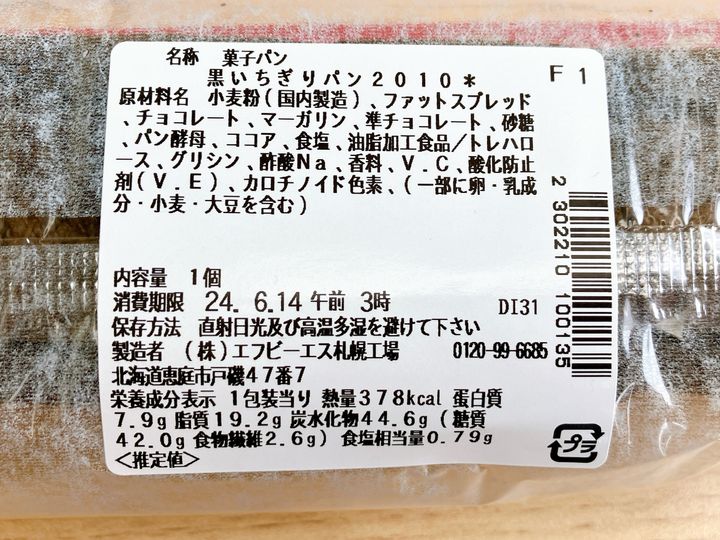 名称 菓子パン
黒いちぎりパン2010*
F1
原材料名 小麦粉(国内製造)、ファットスプレッド
、チョコレート、マーガリン、準チョコレート、砂糖
、パン酵母、ココア、食塩、油脂加工食品/トレハロ
ース、グリシン、酢酸Na、香料、V.C、酸化防止
剤(V.E)、カロチノイド色素、(一部に卵・乳成
分・小麦・大豆を含む)
2 302210 100135
内容量 1個
消費期限 24.6.14 午前 3時
DI31
保存方法 直射日光及び高温多湿を避けて下さい
製造者 (株)エフビーエス札幌工場 0120-99-6685
北海道恵庭市戸磯47番7
栄養成分表示 1包装当り 熱量378kcal 蛋白質
7.9g 脂質19.2g 炭水化物44.6g(糖質
42.0g 食物繊維2.6g) 食塩相当量0.79g
<推定値>
プラ